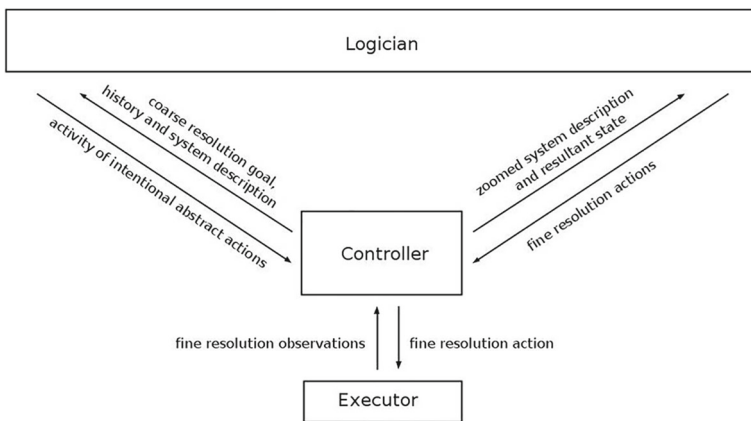 Logician
coarse resolution goal,
history and system description
activity of intentional abstract actions
zoomed system description
and resultant state
fine resolution actions
Controller
fine resolution observations
fine resolution action
Executor